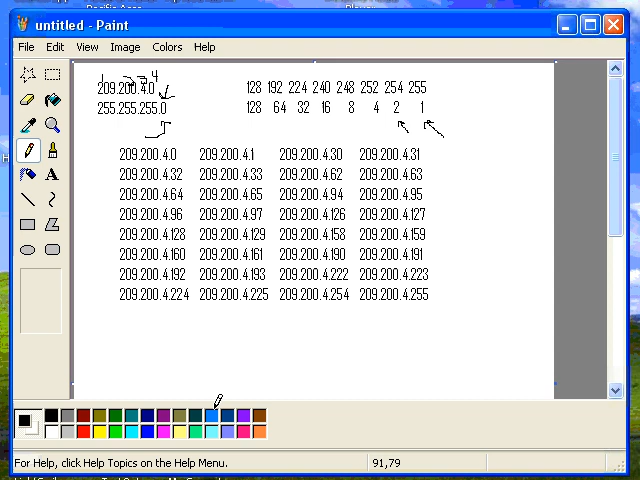 untitled - Paint
File Edit View Image Colors Help
1 2 3 4
209.200.4.0 128 192 224 240 248 252 254 255
255.255.255.0 128 64 32 16 8 4 2 1
209.200.4.0 209.200.4.1 209.200.4.30 209.200.4.31
209.200.4.32 209.200.4.33 209.200.4.62 209.200.4.63
209.200.4.64 209.200.4.65 209.200.4.94 209.200.4.95
209.200.4.96 209.200.4.97 209.200.4.126 209.200.4.127
209.200.4.128 209.200.4.129 209.200.4.158 209.200.4.159
209.200.4.160 209.200.4.161 209.200.4.190 209.200.4.191
209.200.4.192 209.200.4.193 209.200.4.222 209.200.4.223
209.200.4.224 209.200.4.225 209.200.4.254 209.200.4.255
For Help, click Help Topics on the Help Menu. 91,79